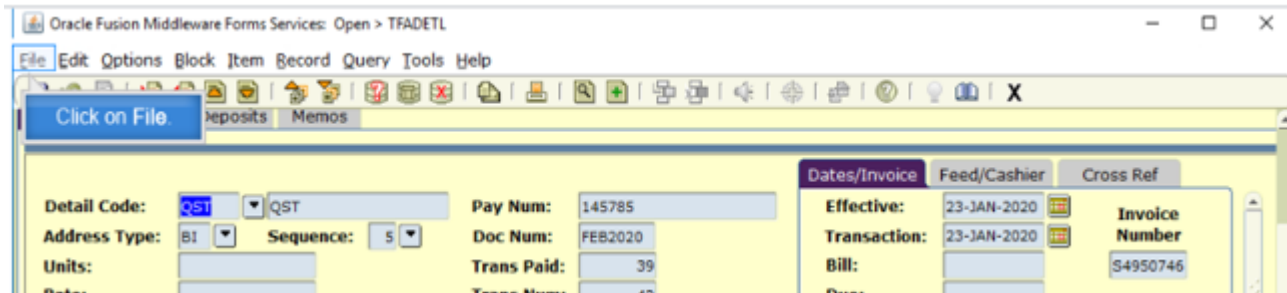 Oracle Fusion Middleware Forms Services: Open > TFADETL
File Edit Options Block Item Record Query Tools Help
Click on File.
Deposits Memos
Dates/Invoice Feed/Cashier Cross Ref
Detail Code: QST QST Pay Num: 145785 Effective: 23-JAN-2020 Invoice
Address Type: BI Sequence: 5 Doc Num: FEB2020 Transaction: 23-JAN-2020 Number
Units: Trans Paid: 39 Bill: S4950746